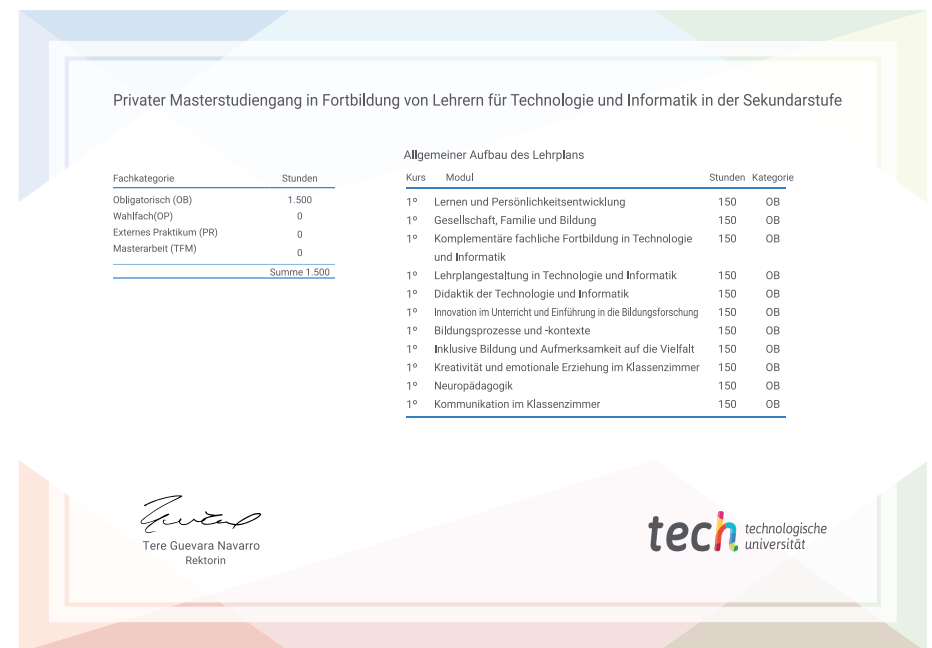 Privater Masterstudiengang in Fortbildung von Lehrern für Technologie und Informatik in der Sekundarstufe
Fachkategorie Stunden
Obligatorisch (OB) 1.500
Wahlfach(OP) 0
Externes Praktikum (PR) 0
Masterarbeit (TFM) 0
Summe 1.500
Allgemeiner Aufbau des Lehrplans
Kurs Modul Stunden Kategorie
1º Lernen und Persönlichkeitsentwicklung 150 OB
1º Gesellschaft, Familie und Bildung 150 OB
1º Komplementäre fachliche Fortbildung in Technologie 150 OB
und Informatik
1º Lehrplangestaltung in Technologie und Informatik 150 OB
1º Didaktik der Technologie und Informatik 150 OB
1º Innovation im Unterricht und Einführung in die Bildungsforschung 150 OB
1º Bildungsprozesse und -kontexte 150 OB
1º Inklusive Bildung und Aufmerksamkeit auf die Vielfalt 150 OB
1º Kreativität und emotionale Erziehung im Klassenzimmer 150 OB
1º Neuropädagogik 150 OB
1º Kommunikation im Klassenzimmer 150 OB
Tere Guevara Navarro
Rektorin
tech technologische
universität